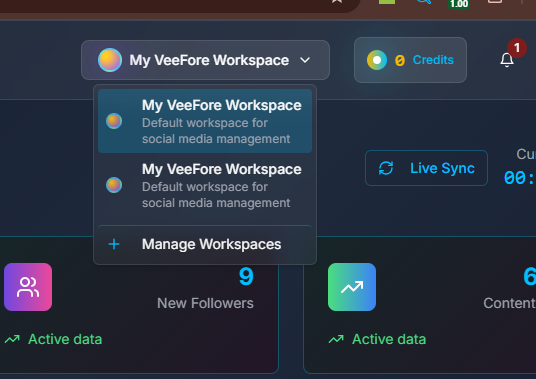 1.00
My VeeFore Workspace
0 Credits
1
My VeeFore Workspace
Default workspace for
social media management
My VeeFore Workspace
Default workspace for
social media management
Manage Workspaces
Live Sync
Cu
00:
9
New Followers
Active data
6
Content
Active data